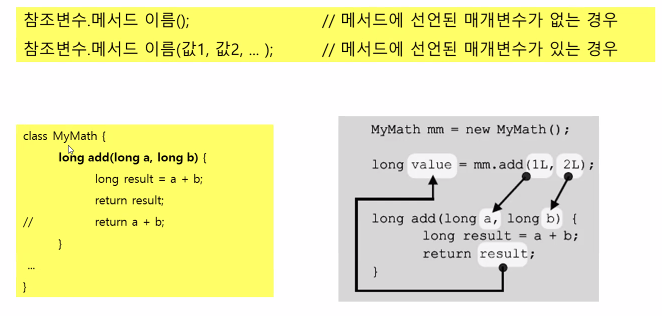 참조변수.메서드 이름(); // 메서드에 선언된 매개변수가 없는 경우
참조변수.메서드 이름(값1, 값2, ... ); // 메서드에 선언된 매개변수가 있는 경우
class MyMath {
long add(long a, long b) {
long result = a + b;
return result;
// return a + b;
}
...
}
MyMath mm = new MyMath();
long value = mm.add(1L, 2L);
long add(long a, long b) {
long result = a + b;
return result;
}